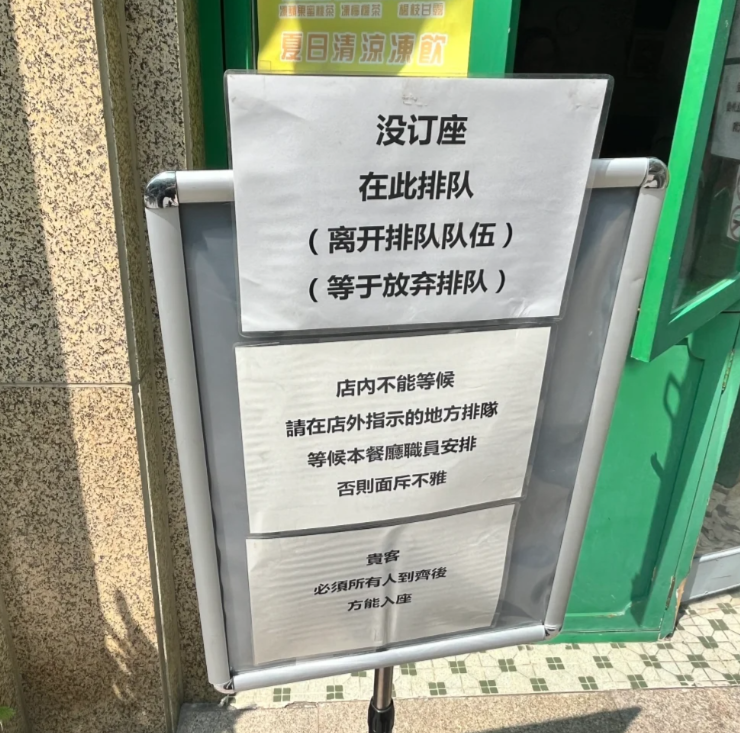 夏日清涼凍飲
没订座
在此排队
（离开排队队伍）
（等于放弃排队）
店內不能等候
請在店外指示的地方排隊
等候本餐廳職員安排
否則面斥不雅
貴客
必須所有人到齊後
方能入座